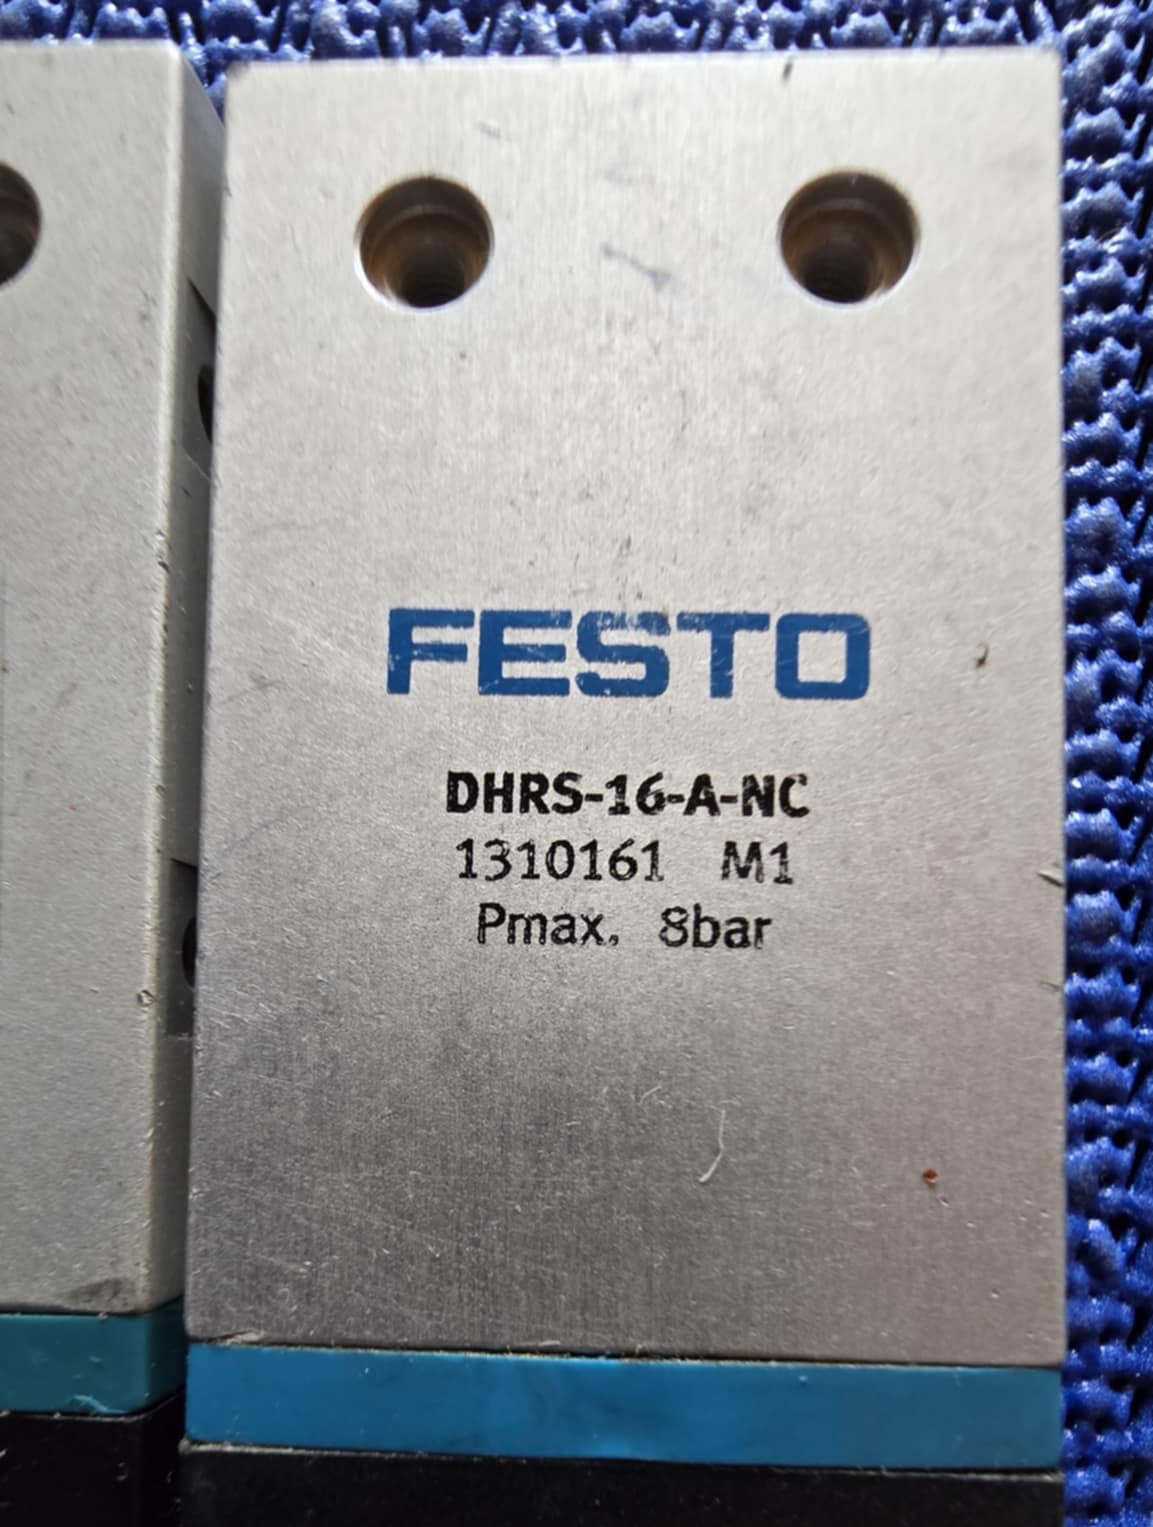 FESTO
DHRS-16-A-NC
1310161 M1
Pmax. 8bar